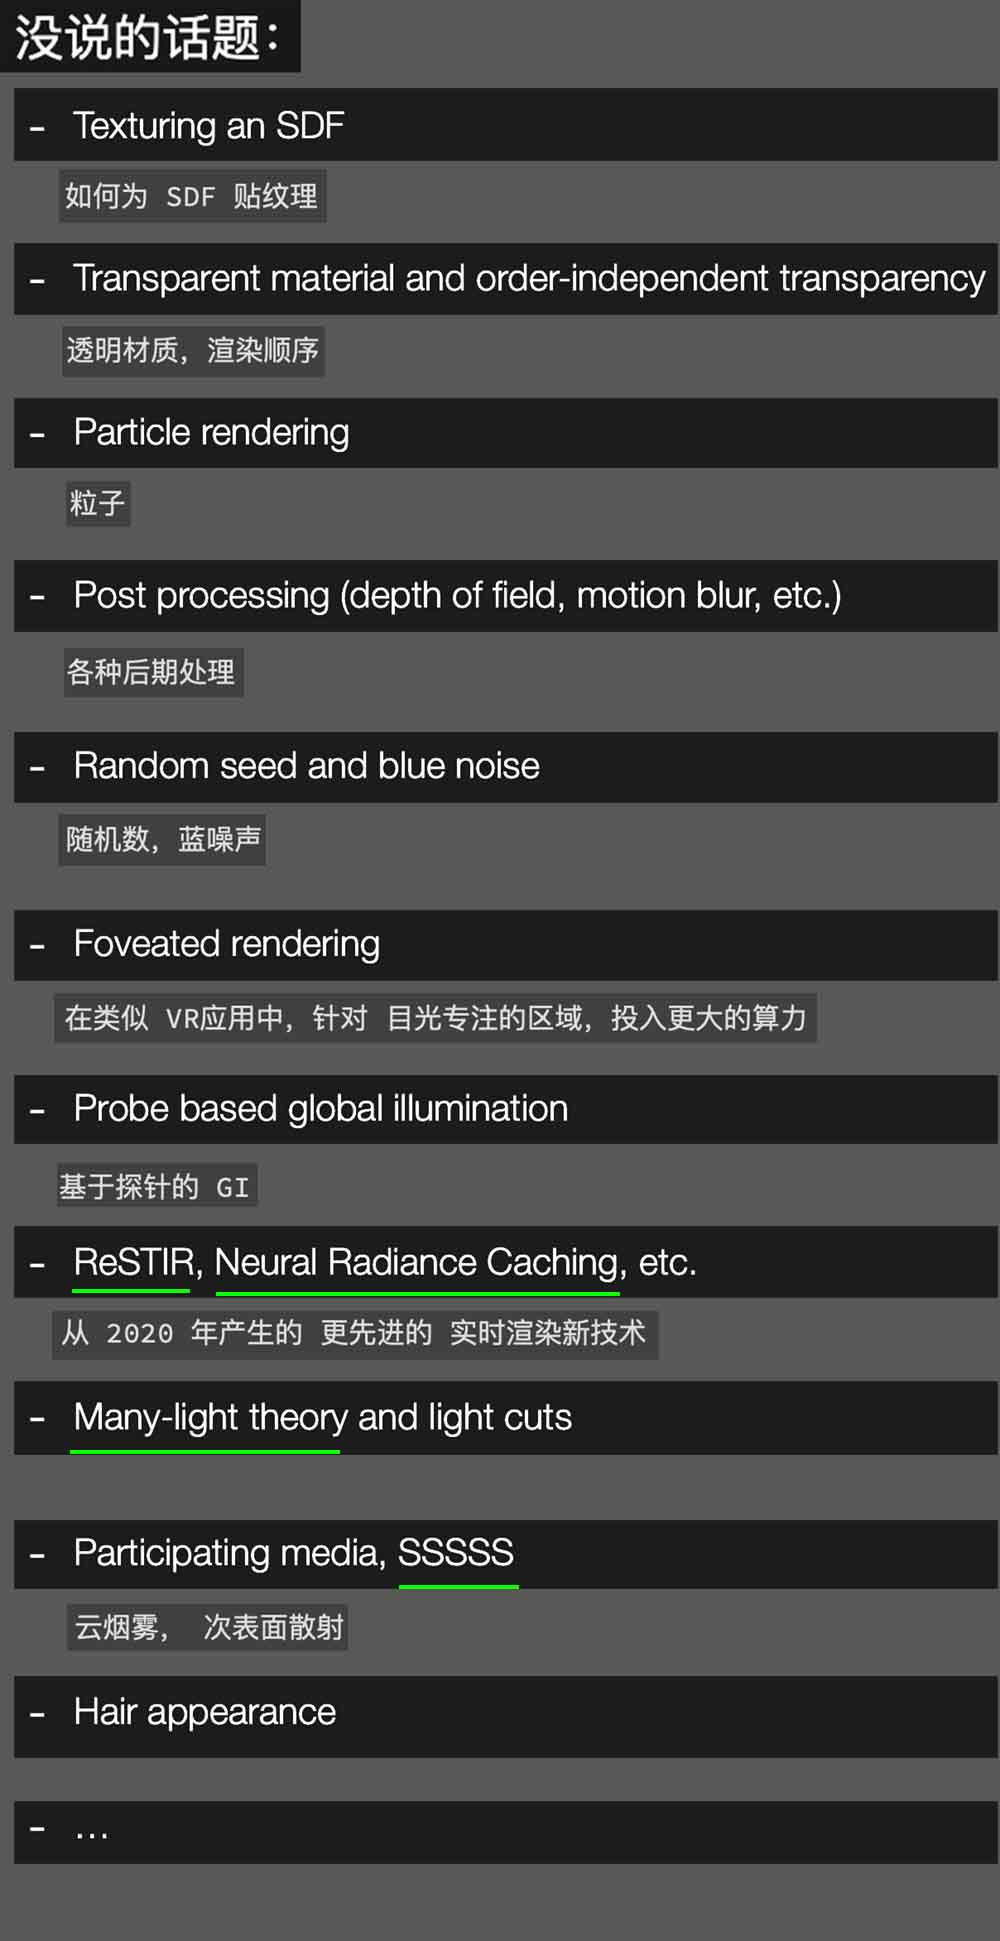 没说的话题：
- Texturing an SDF
如何为 SDF 贴纹理
- Transparent material and order-independent transparency
透明材质，渲染顺序
- Particle rendering
粒子
- Post processing (depth of field, motion blur, etc.)
各种后期处理
- Random seed and blue noise
随机数，蓝噪声
- Foveated rendering
在类似 VR应用中，针对 目光专注的区域，投入更大的算力
- Probe based global illumination
基于探针的 GI
- ReSTIR, Neural Radiance Caching, etc.
从 2020 年产生的 更先进的 实时渲染新技术
- Many-light theory and light cuts
- Participating media, SSSSS
云烟雾， 次表面散射
- Hair appearance
- …